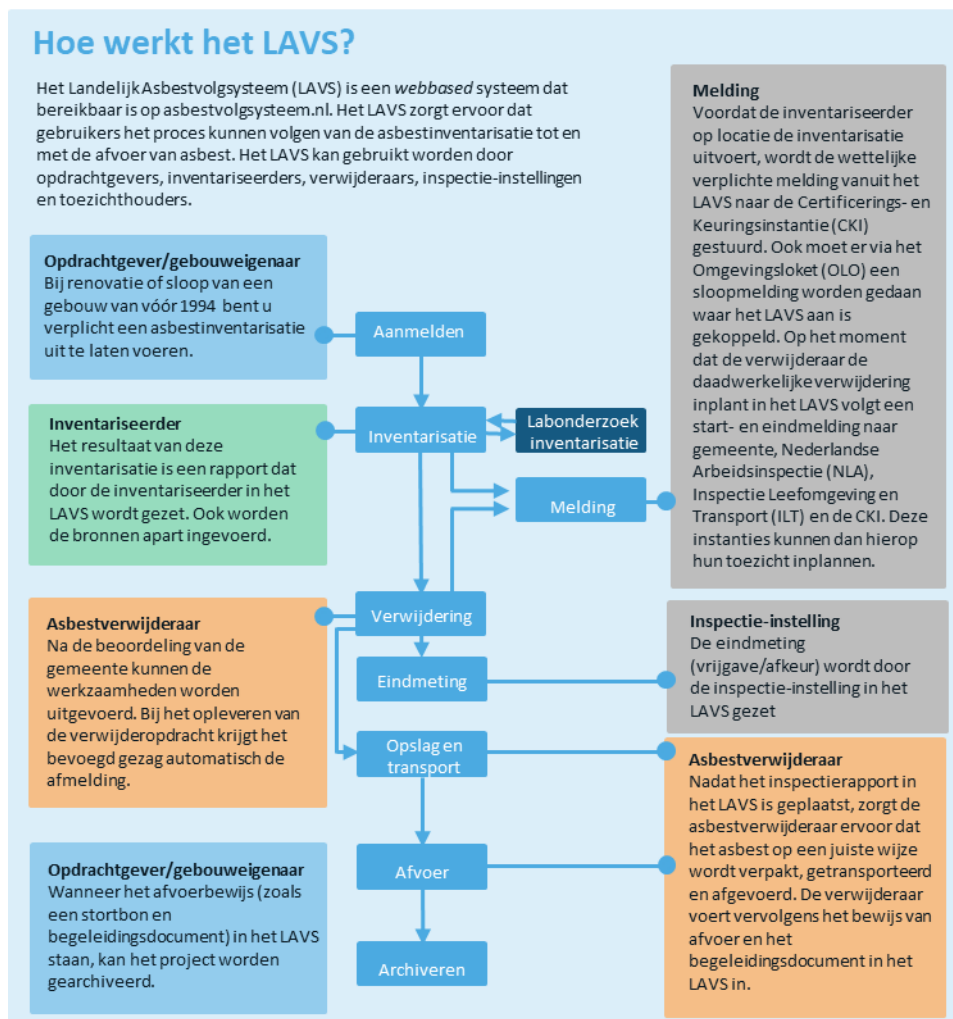 Hoe werkt het LAVS?
Het Landelijk Asbestvolgsysteem (LAVS) is een webbased systeem dat
bereikbaar is op asbestvolgsysteem.nl. Het LAVS zorgt ervoor dat
gebruikers het proces kunnen volgen van de asbestinventarisatie tot en
met de afvoer van asbest. Het LAVS kan gebruikt worden door
opdrachtgevers, inventariseerders, verwijderaars, inspectie-instellingen
en toezichthouders.
Melding
Voordat de inventariseerder
op locatie de inventarisatie
uitvoert, wordt de wettelijke
verplichte melding vanuit het
LAVS naar de Certificerings- en
Keuringsinstantie (CKI)
gestuurd. Ook moet er via het
Omgevingsloket (OLO) een
sloopmelding worden gedaan
waar het LAVS aan is
gekoppeld. Op het moment
dat de verwijderaar de
daadwerkelijke verwijdering
inplant in het LAVS volgt een
start- en eindmelding naar
gemeente, Nederlandse
Arbeidsinspectie (NLA),
Inspectie Leefomgeving en
Transport (ILT) en de CKI. Deze
instanties kunnen dan hierop
hun toezicht inplannen.
Opdrachtgever/gebouweigenaar
Bij renovatie of sloop van een
gebouw van vóór 1994 bent u
verplicht een asbestinventarisatie
uit te laten voeren.
Aanmelden
Inventariseerder
Het resultaat van deze
inventarisatie is een rapport dat
door de inventariseerder in het
LAVS wordt gezet. Ook worden
de bronnen apart ingevoerd.
Inventarisatie
Labonderzoek
inventarisatie
Melding
Asbestverwijderaar
Na de beoordeling van de
gemeente kunnen de
werkzaamheden worden
uitgevoerd. Bij het opleveren van
de verwijderopdracht krijgt het
bevoegd gezag automatisch de
afmelding.
Verwijdering
Eindmeting
Inspectie-instelling
De eindmeting
(vrijgave/afkeur) wordt door
de inspectie-instelling in het
LAVS gezet
Opslag en
transport
Asbestverwijderaar
Nadat het inspectierapport in
het LAVS is geplaatst, zorgt de
asbestverwijderaar ervoor dat
het asbest op een juiste wijze
wordt verpakt, getransporteerd
en afgevoerd. De verwijderaar
voert vervolgens het bewijs van
afvoer en het
begeleidingsdocument in het
LAVS in.
Opdrachtgever/gebouweigenaar
Wanneer het afvoerbewijs (zoals
een stortbon en
begeleidingsdocument) in het LAVS
staan, kan het project worden
gearchiveerd.
Afvoer
Archiveren